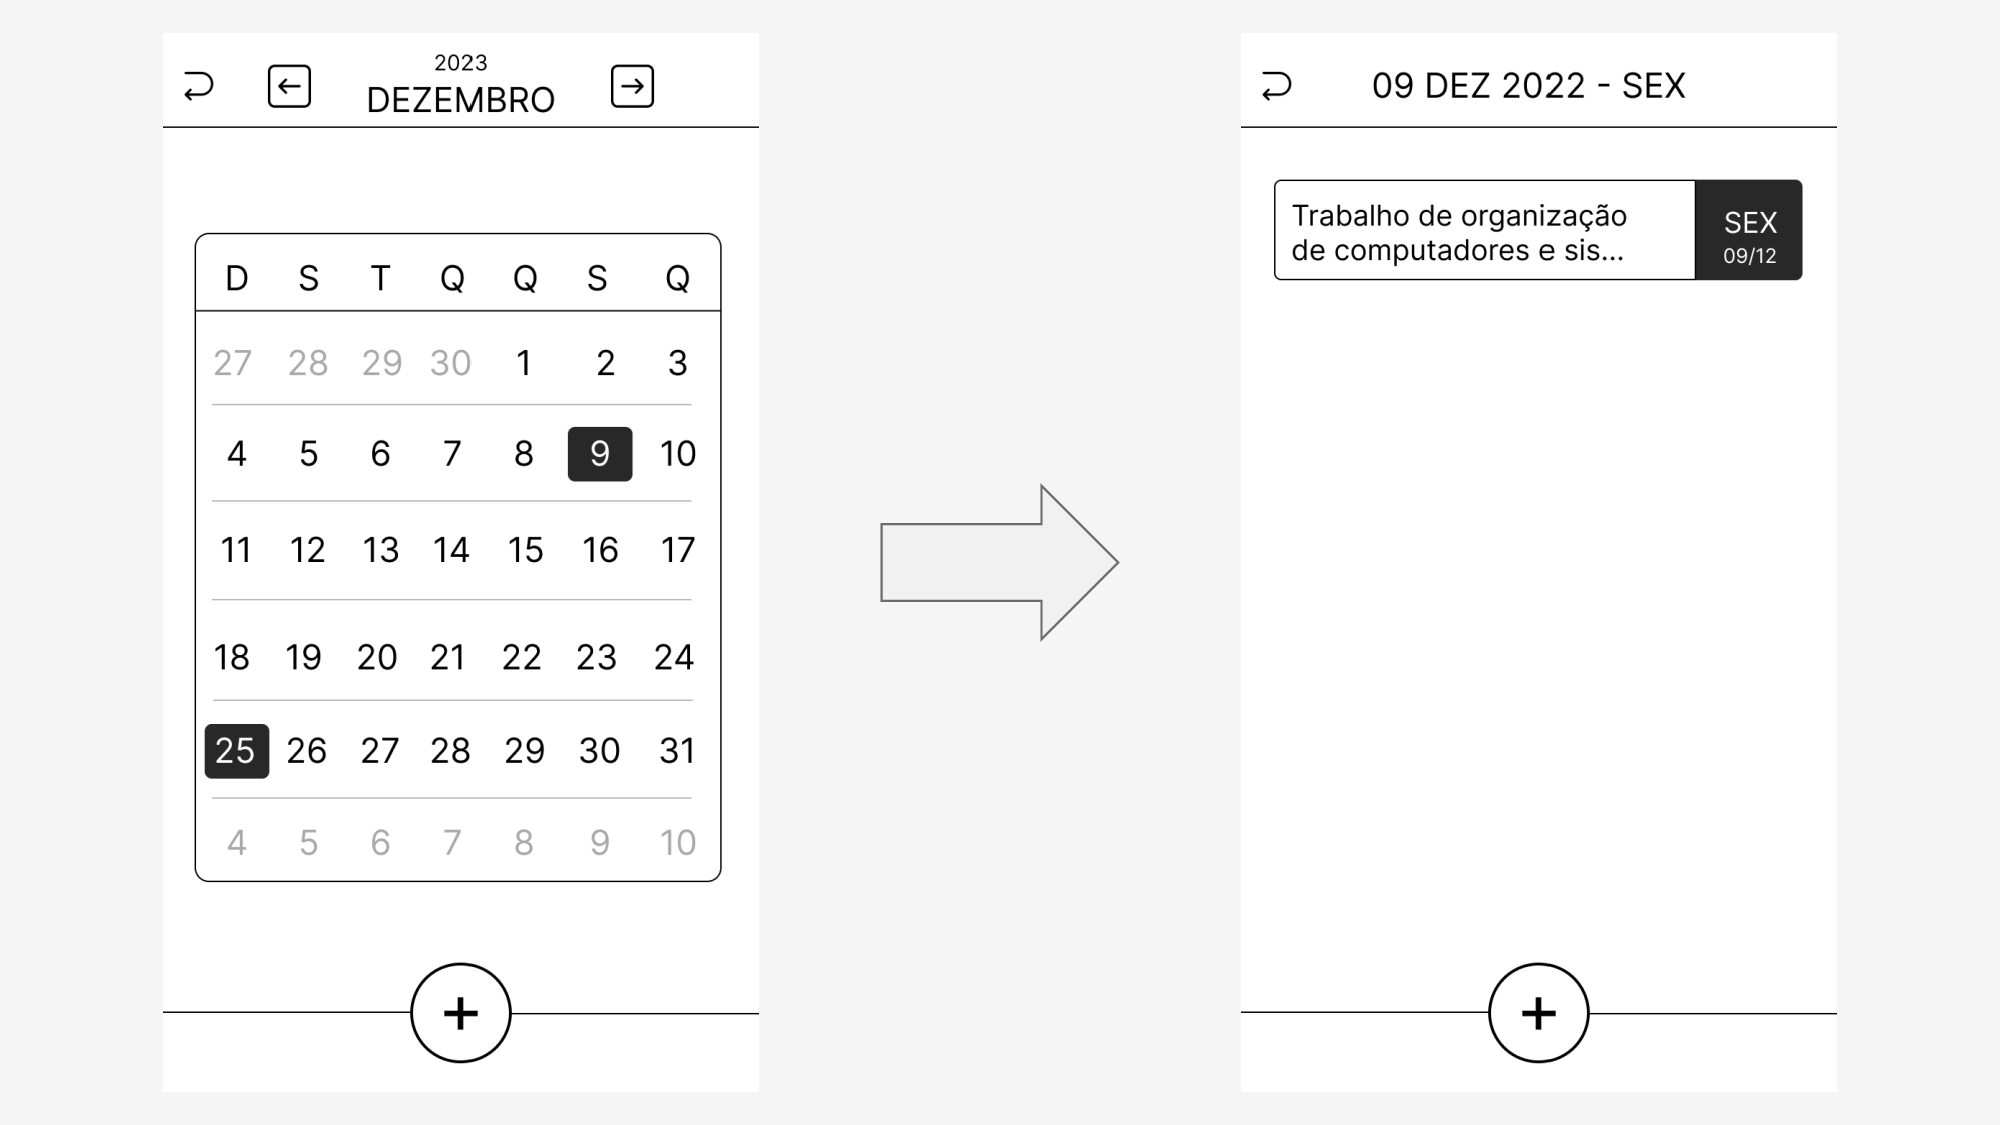 2023
DEZEMBRO
D S T Q Q S Q
27 28 29 30 1 2 3
4 5 6 7 8 9 10
11 12 13 14 15 16 17
18 19 20 21 22 23 24
25 26 27 28 29 30 31
4 5 6 7 8 9 10
+
09 DEZ 2022 - SEX
Trabalho de organização
de computadores e sis...
SEX
09/12
+